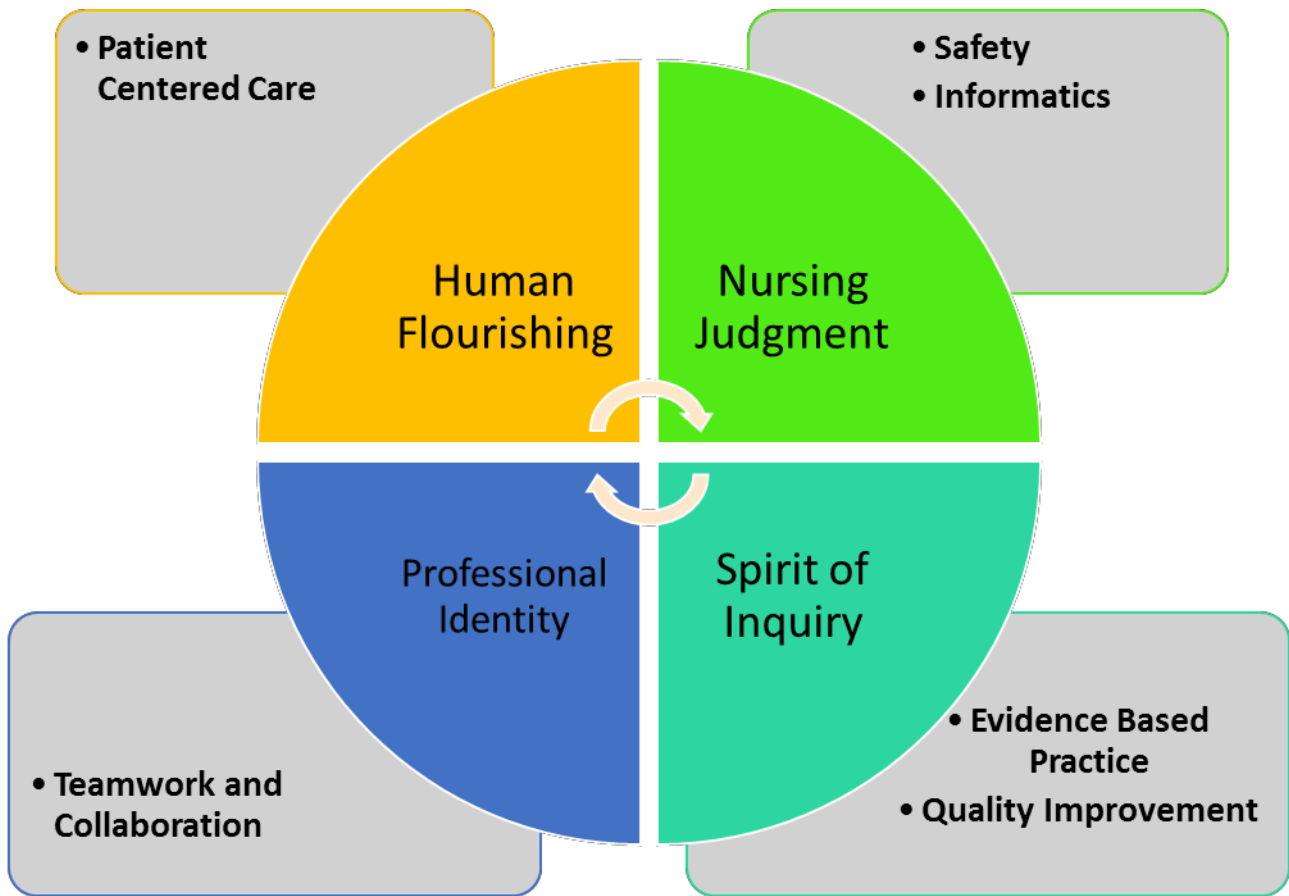 • Patient
Centered Care
• Safety
• Informatics
Human
Flourishing
Nursing
Judgment
Professional
Identity
Spirit of
Inquiry
• Teamwork and
Collaboration
• Evidence Based
Practice
• Quality Improvement